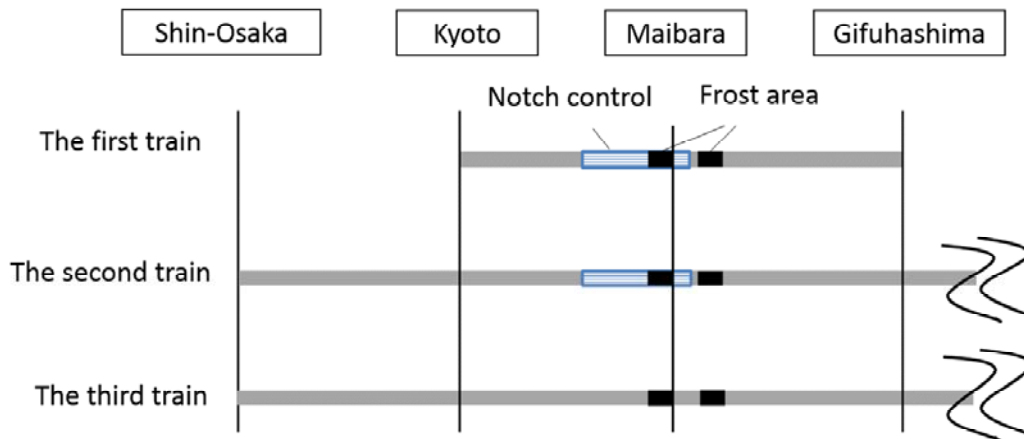 Shin-Osaka
Kyoto
Maibara
Gifuhashima
Notch control
Frost area
The first train
The second train
The third train